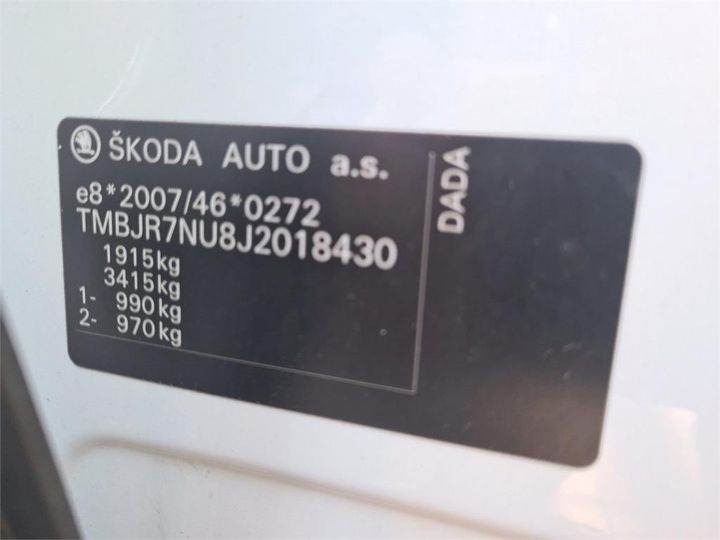 ŠKODA AUTO a.s.
e8*2007/46*0272
TMBJR7NU8J2018430
1915kg
3415kg
1- 990kg
2- 970kg
DADA